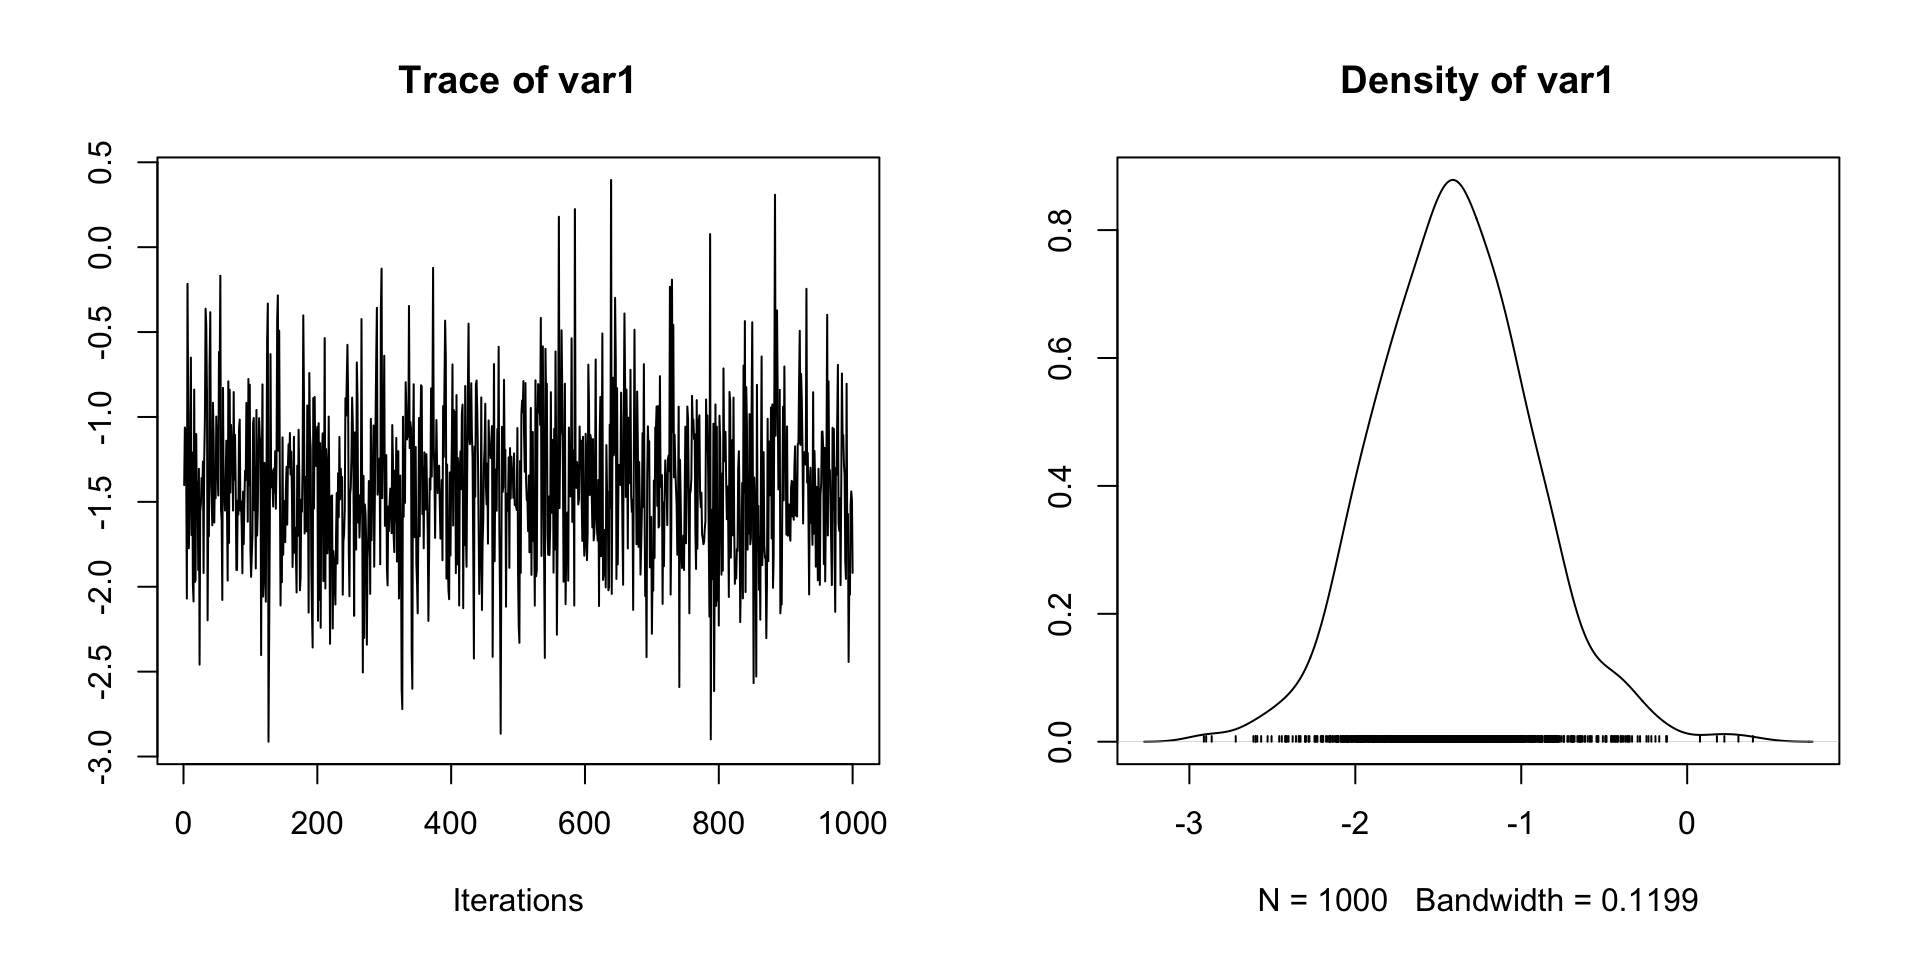 Trace of var1
0.5
0.0
-0.5
-1.0
-1.5
-2.0
-2.5
-3.0
0 200 400 600 800 1000
Iterations
Density of var1
0.8
0.6
0.4
0.2
0.0
-3 -2 -1 0
N = 1000 Bandwidth = 0.1199